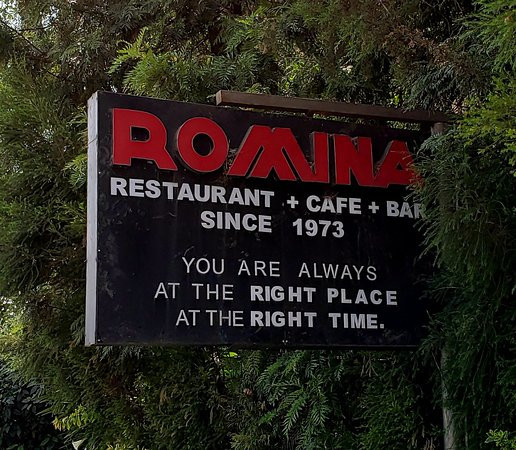 ROMINA
RESTAURANT + CAFE + BAR
SINCE 1973
YOU ARE ALWAYS
AT THE RIGHT PLACE
AT THE RIGHT TIME.